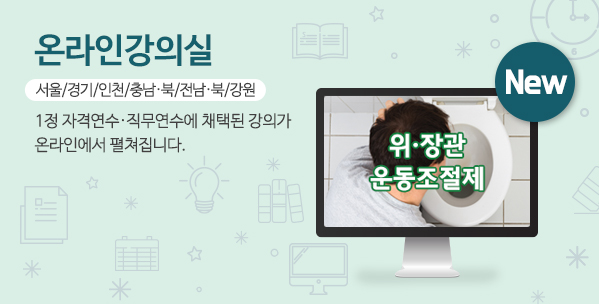 온라인강의실
서울/경기/인천/충남·북/전남·북/강원
1정 자격연수·직무연수에 채택된 강의가
온라인에서 펼쳐집니다.
New
위·장관
운동조절제